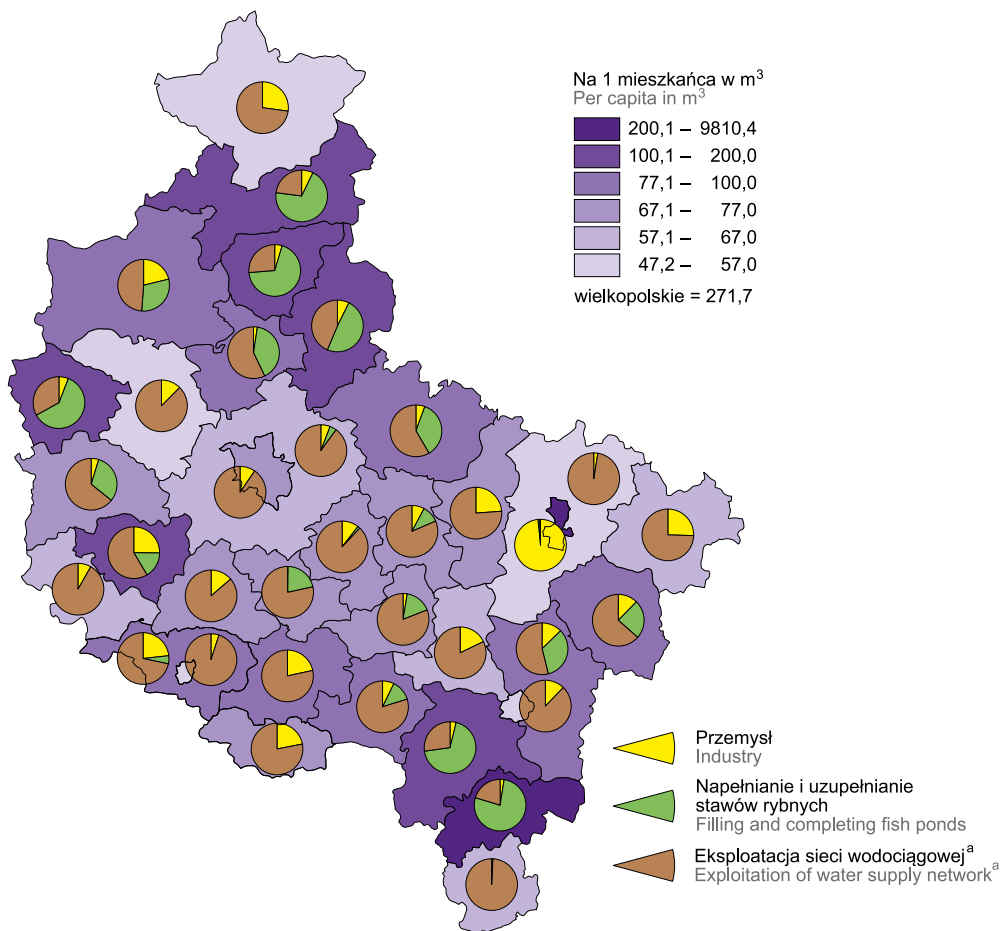 Na 1 mieszkańca w m³
Per capita in m³
200,1 – 9810,4
100,1 – 200,0
77,1 – 100,0
67,1 – 77,0
57,1 – 67,0
47,2 – 57,0
wielkopolskie = 271,7
Przemysł
Industry
Napełnianie i uzupełnianie
stawów rybnych
Filling and completing fish ponds
Eksploatacja sieci wodociągowejᵃ
Exploitation of water supply networkᵃ